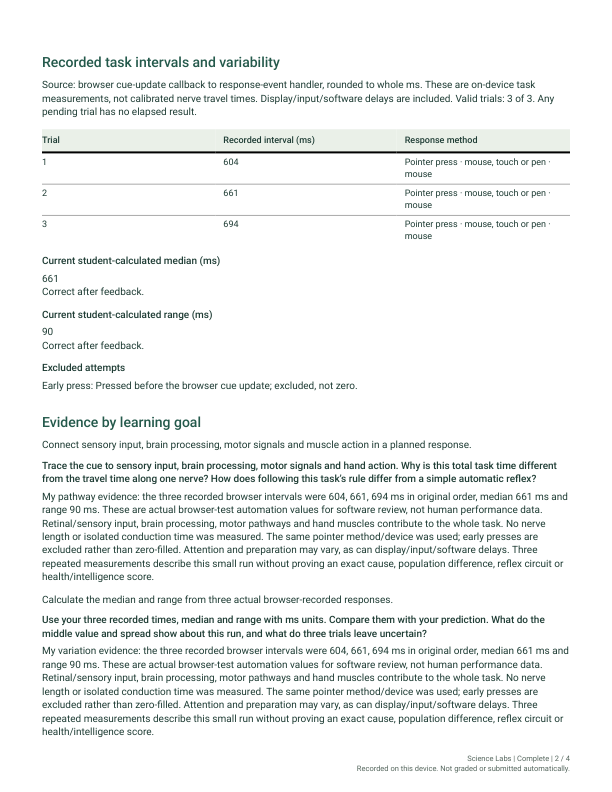 Recorded task intervals and variability
Source: browser cue-update callback to response-event handler, rounded to whole ms. These are on-device task
measurements, not calibrated nerve travel times. Display/input/software delays are included. Valid trials: 3 of 3. Any
pending trial has no elapsed result.
Trial Recorded interval (ms) Response method
1 604 Pointer press · mouse, touch or pen ·
mouse
2 661 Pointer press · mouse, touch or pen ·
mouse
3 694 Pointer press · mouse, touch or pen ·
mouse
Current student-calculated median (ms)
661
Correct after feedback.
Current student-calculated range (ms)
90
Correct after feedback.
Excluded attempts
Early press: Pressed before the browser cue update; excluded, not zero.
Evidence by learning goal
Connect sensory input, brain processing, motor signals and muscle action in a planned response.
Trace the cue to sensory input, brain processing, motor signals and hand action. Why is this total task time different
from the travel time along one nerve? How does following this task's rule differ from a simple automatic reflex?
My pathway evidence: the three recorded browser intervals were 604, 661, 694 ms in original order, median 661 ms and
range 90 ms. These are actual browser-test automation values for software review, not human performance data.
Retinal/sensory input, brain processing, motor pathways and hand muscles contribute to the whole task. No nerve
length or isolated conduction time was measured. The same pointer method/device was used; early presses are
excluded rather than zero-filled. Attention and preparation may vary, as can display/input/software delays. Three
repeated measurements describe this small run without proving an exact cause, population difference, reflex circuit or
health/intelligence score.
Calculate the median and range from three actual browser-recorded responses.
Use your three recorded times, median and range with ms units. Compare them with your prediction. What do the
middle value and spread show about this run, and what do three trials leave uncertain?
My variation evidence: the three recorded browser intervals were 604, 661, 694 ms in original order, median 661 ms and
range 90 ms. These are actual browser-test automation values for software review, not human performance data.
Retinal/sensory input, brain processing, motor pathways and hand muscles contribute to the whole task. No nerve
length or isolated conduction time was measured. The same pointer method/device was used; early presses are
excluded rather than zero-filled. Attention and preparation may vary, as can display/input/software delays. Three
repeated measurements describe this small run without proving an exact cause, population difference, reflex circuit or
health/intelligence score.
Science Labs | Complete | 2 / 4
Recorded on this device. Not graded or submitted automatically.